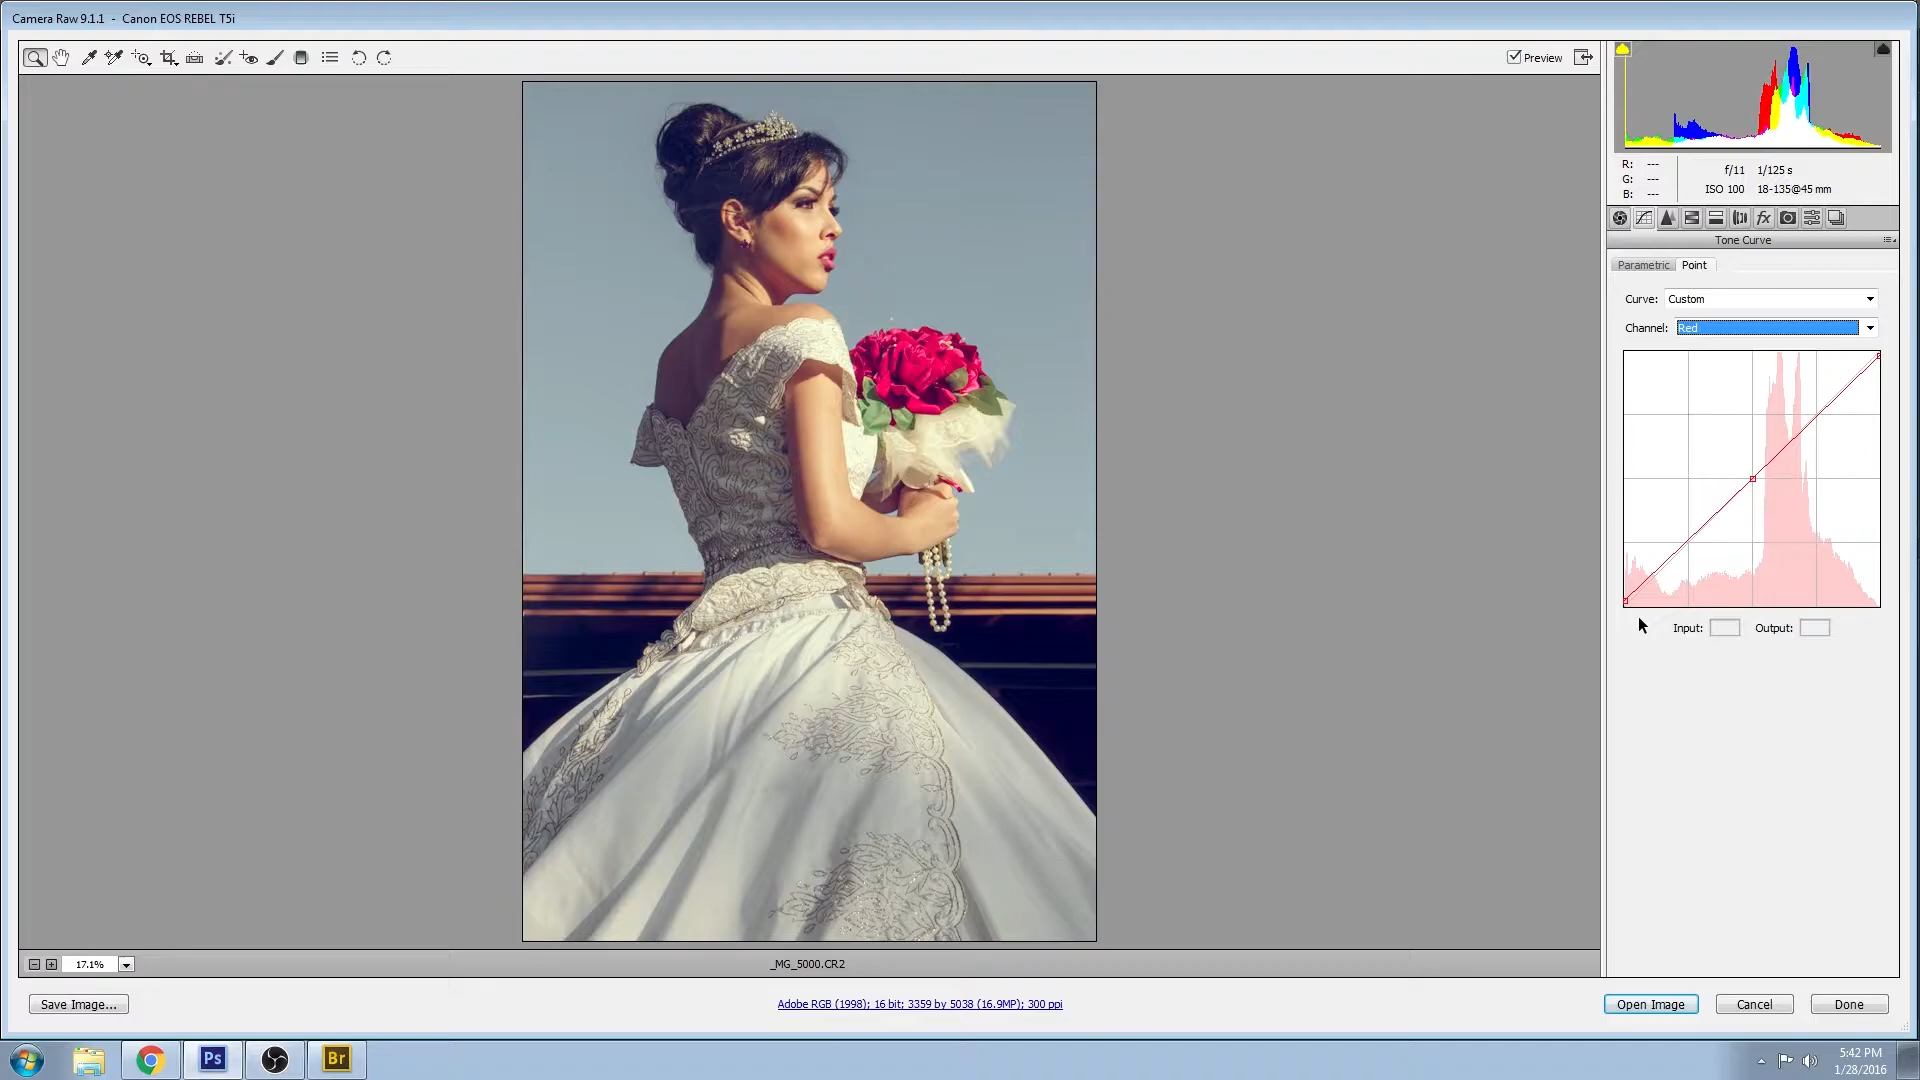 Camera Raw 9.1.1 - Canon EOS REBEL T5i
Preview
R: ---
G: ---
B: ---
f/11 1/125 s
ISO 100 18-135@45 mm
fx
Tone Curve
Parametric Point
Curve: Custom
Channel: Red
Input: Output:
17.1%
_MG_5000.CR2
Save Image...
Adobe RGB (1998); 16 bit; 3359 by 5038 (16.9MP); 300 ppi
Open Image Cancel Done
Ps
Br
5:42 PM
1/28/2016